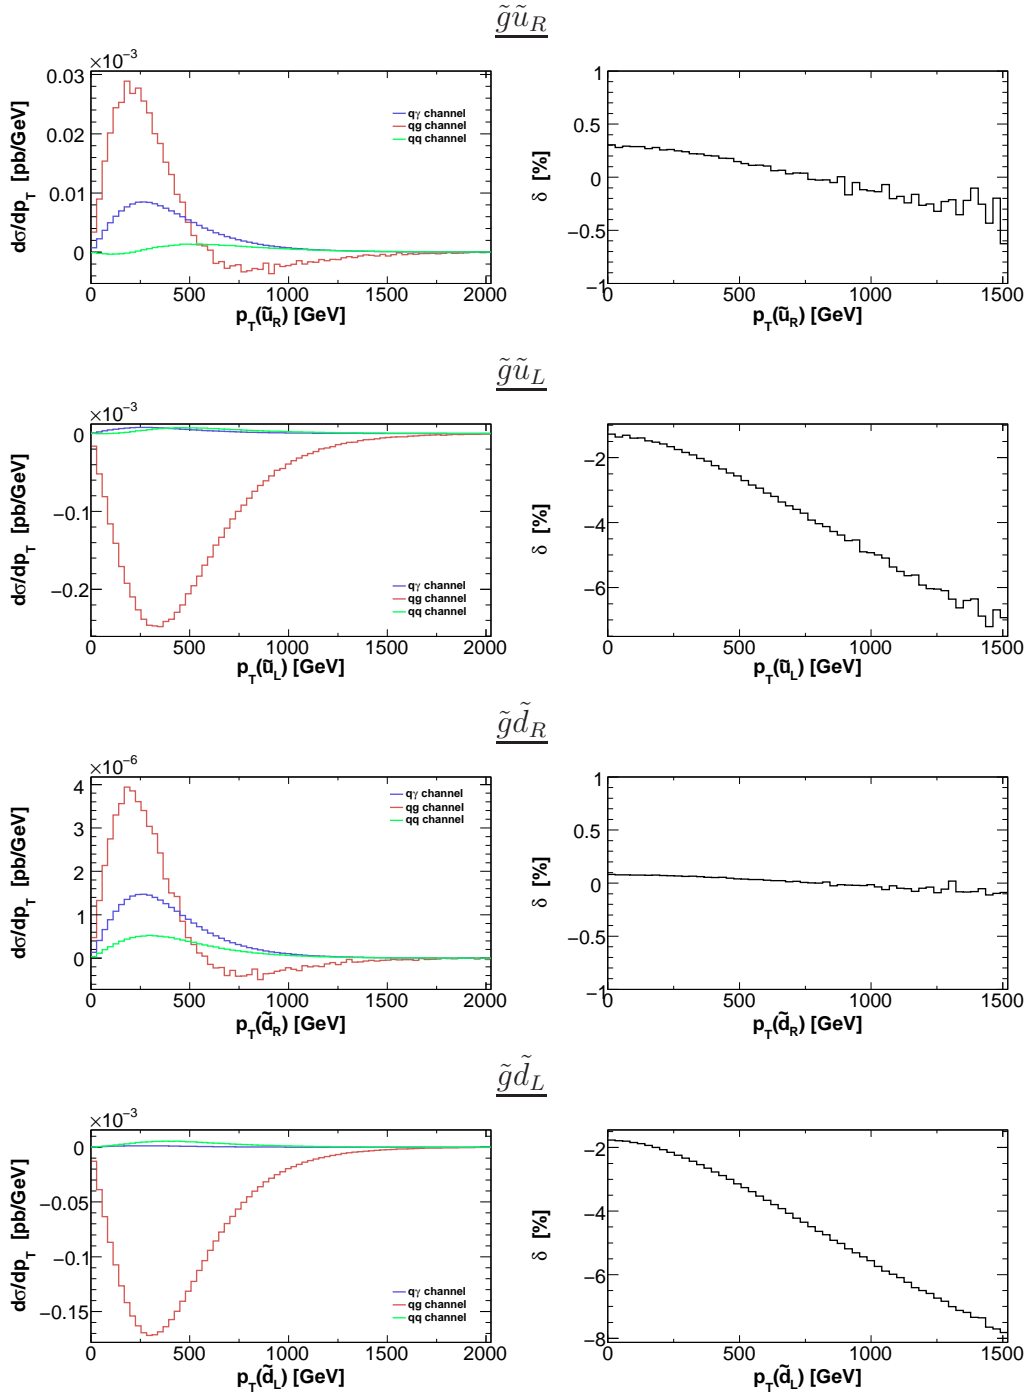 g̃ũ_R
×10⁻³
dσ/dp_T [pb/GeV]
0.03
0.02
0.01
0
qγ channel
qg channel
qq channel
0 500 1000 1500 2000
p_T(ũ_R) [GeV]
δ [%]
1
0.5
0
−0.5
−1
0 500 1000 1500
p_T(ũ_R) [GeV]
g̃ũ_L
×10⁻³
dσ/dp_T [pb/GeV]
0
−0.1
−0.2
qγ channel
qg channel
qq channel
0 500 1000 1500 2000
p_T(ũ_L) [GeV]
δ [%]
−2
−4
−6
0 500 1000 1500
p_T(ũ_L) [GeV]
g̃d̃_R
×10⁻⁶
dσ/dp_T [pb/GeV]
4
3
2
1
0
qγ channel
qg channel
qq channel
0 500 1000 1500 2000
p_T(d̃_R) [GeV]
δ [%]
1
0.5
0
−0.5
−1
0 500 1000 1500
p_T(d̃_R) [GeV]
g̃d̃_L
×10⁻³
dσ/dp_T [pb/GeV]
0
−0.05
−0.1
−0.15
qγ channel
qg channel
qq channel
0 500 1000 1500 2000
p_T(d̃_L) [GeV]
δ [%]
−2
−4
−6
−8
0 500 1000 1500
p_T(d̃_L) [GeV]